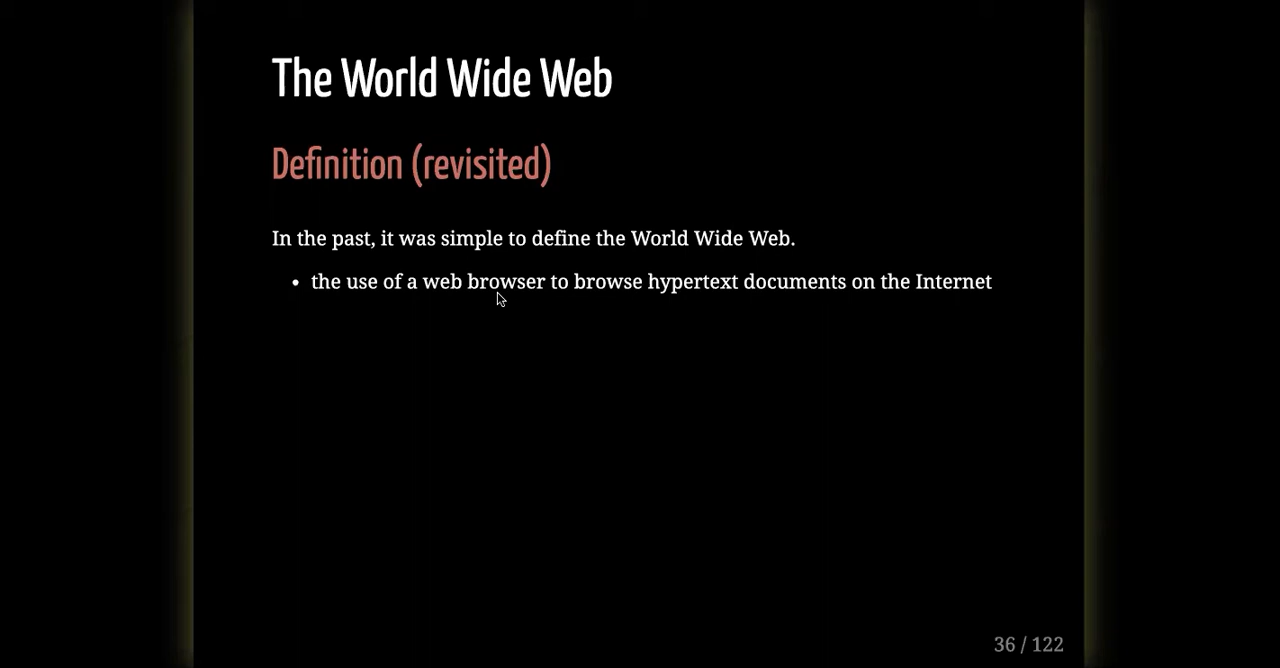 The World Wide Web
Definition (revisited)
In the past, it was simple to define the World Wide Web.
• the use of a web browser to browse hypertext documents on the Internet
36 / 122